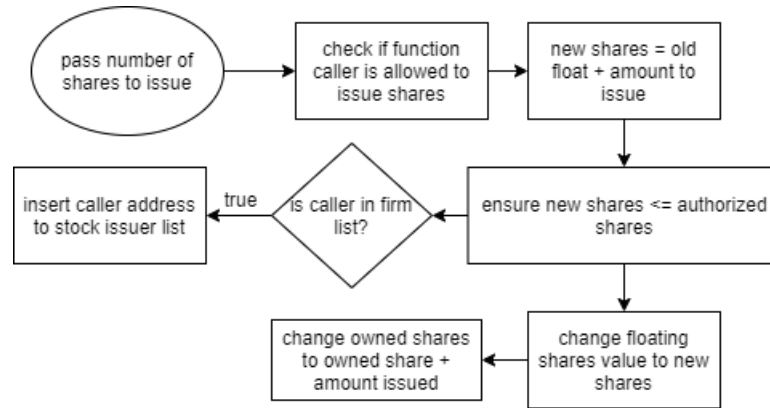 pass number of
shares to issue
check if function
caller is allowed to
issue shares
new shares = old
float + amount to
issue
insert caller address
to stock issuer list
true
is caller in firm
list?
ensure new shares <= authorized
shares
change owned shares
to owned share +
amount issued
change floating
shares value to new
shares